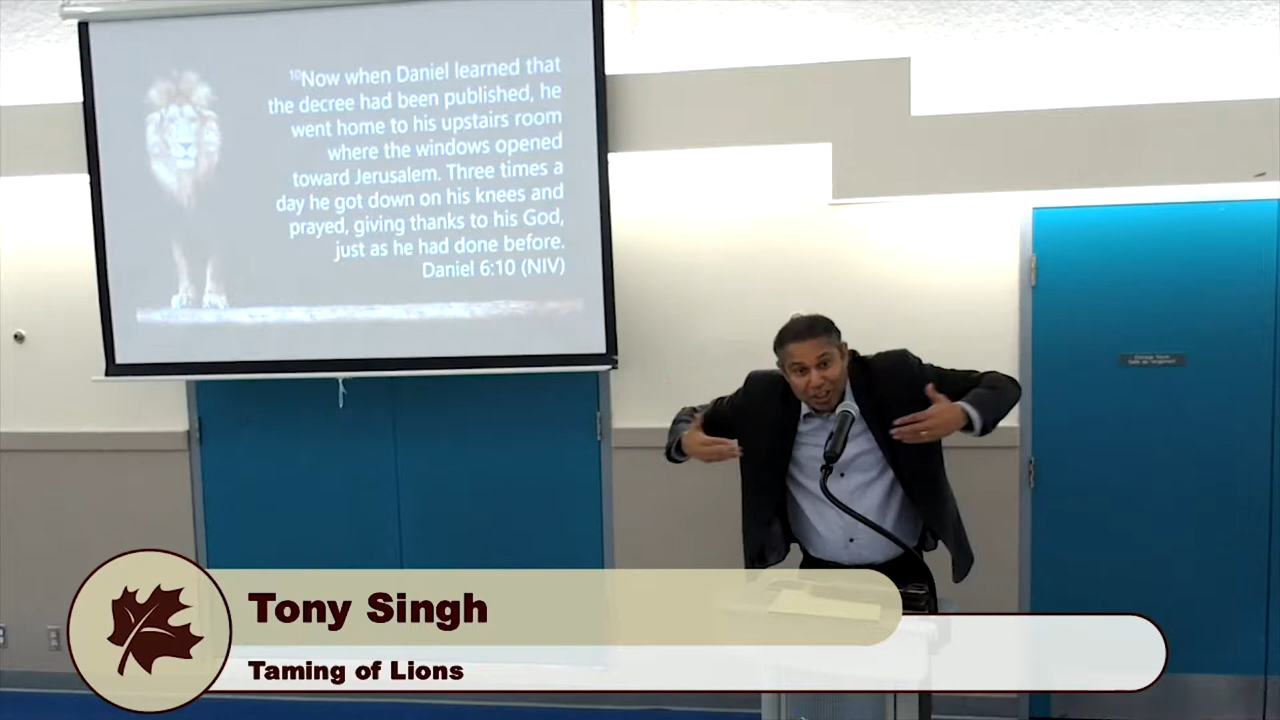 ¹⁰Now when Daniel learned that
the decree had been published, he
went home to his upstairs room
where the windows opened
toward Jerusalem. Three times a
day he got down on his knees and
prayed, giving thanks to his God,
just as he had done before.
Daniel 6:10 (NIV)
Tony Singh
Taming of Lions